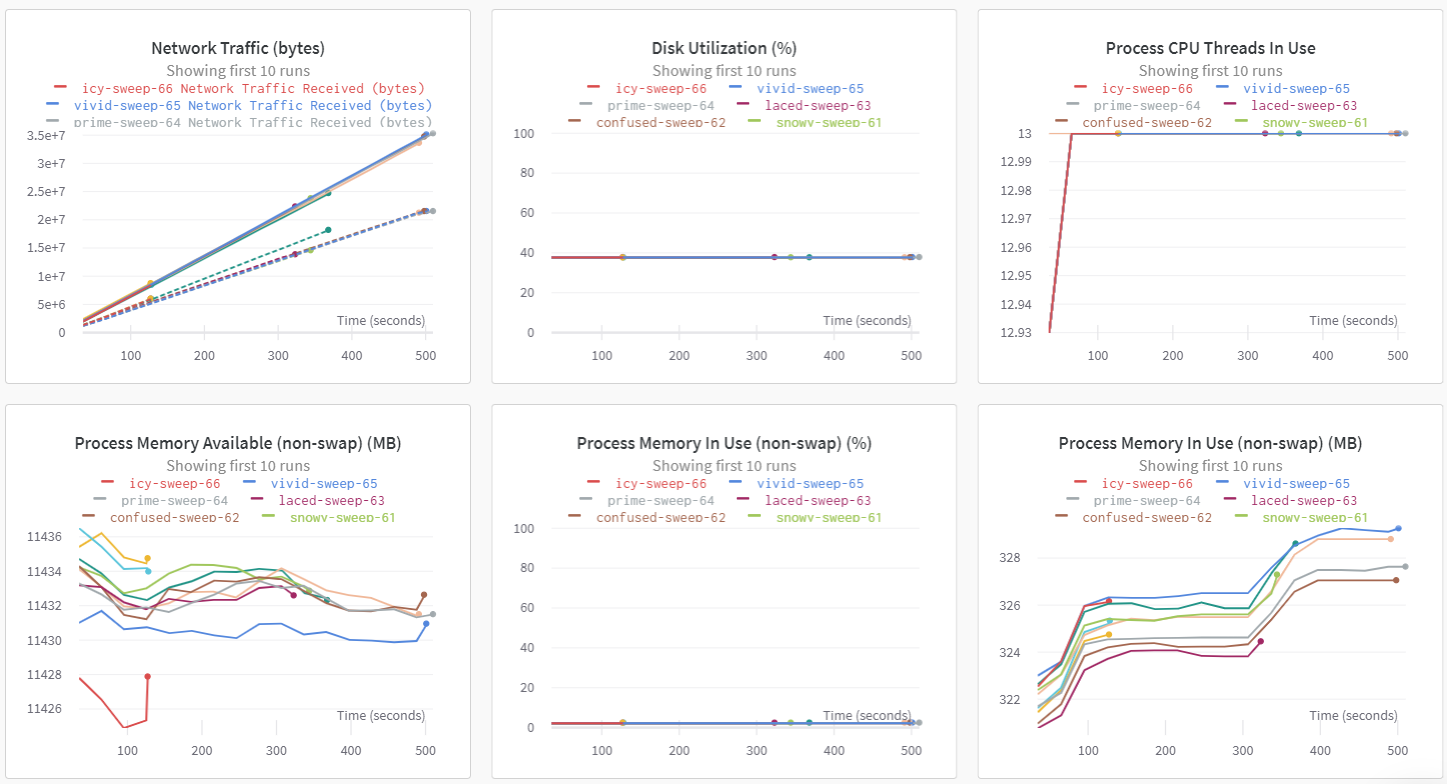 Network Traffic (bytes)
Showing first 10 runs
icy-sweep-66 Network Traffic Received (bytes)
vivid-sweep-65 Network Traffic Received (bytes)
prime-sweep-64 Network Traffic Received (bytes)
3.5e+7
3e+7
2.5e+7
2e+7
1.5e+7
1e+7
5e+6
0
Time (seconds)
100 200 300 400 500
Disk Utilization (%)
Showing first 10 runs
icy-sweep-66 vivid-sweep-65
prime-sweep-64 laced-sweep-63
confused-sweep-62 snowy-sweep-61
100
80
60
40
20
0
Time (seconds)
100 200 300 400 500
Process CPU Threads In Use
Showing first 10 runs
icy-sweep-66 vivid-sweep-65
prime-sweep-64 laced-sweep-63
confused-sweep-62 snowy-sweep-61
13
12.99
12.98
12.97
12.96
12.95
12.94
12.93
Time (seconds)
100 200 300 400 500
Process Memory Available (non-swap) (MB)
Showing first 10 runs
icy-sweep-66 vivid-sweep-65
prime-sweep-64 laced-sweep-63
confused-sweep-62 snowy-sweep-61
11436
11434
11432
11430
11428
11426
Time (seconds)
100 200 300 400 500
Process Memory In Use (non-swap) (%)
Showing first 10 runs
icy-sweep-66 vivid-sweep-65
prime-sweep-64 laced-sweep-63
confused-sweep-62 snowy-sweep-61
100
80
60
40
20
0
Time (seconds)
100 200 300 400 500
Process Memory In Use (non-swap) (MB)
Showing first 10 runs
icy-sweep-66 vivid-sweep-65
prime-sweep-64 laced-sweep-63
confused-sweep-62 snowy-sweep-61
328
326
324
322
Time (seconds)
100 200 300 400 500